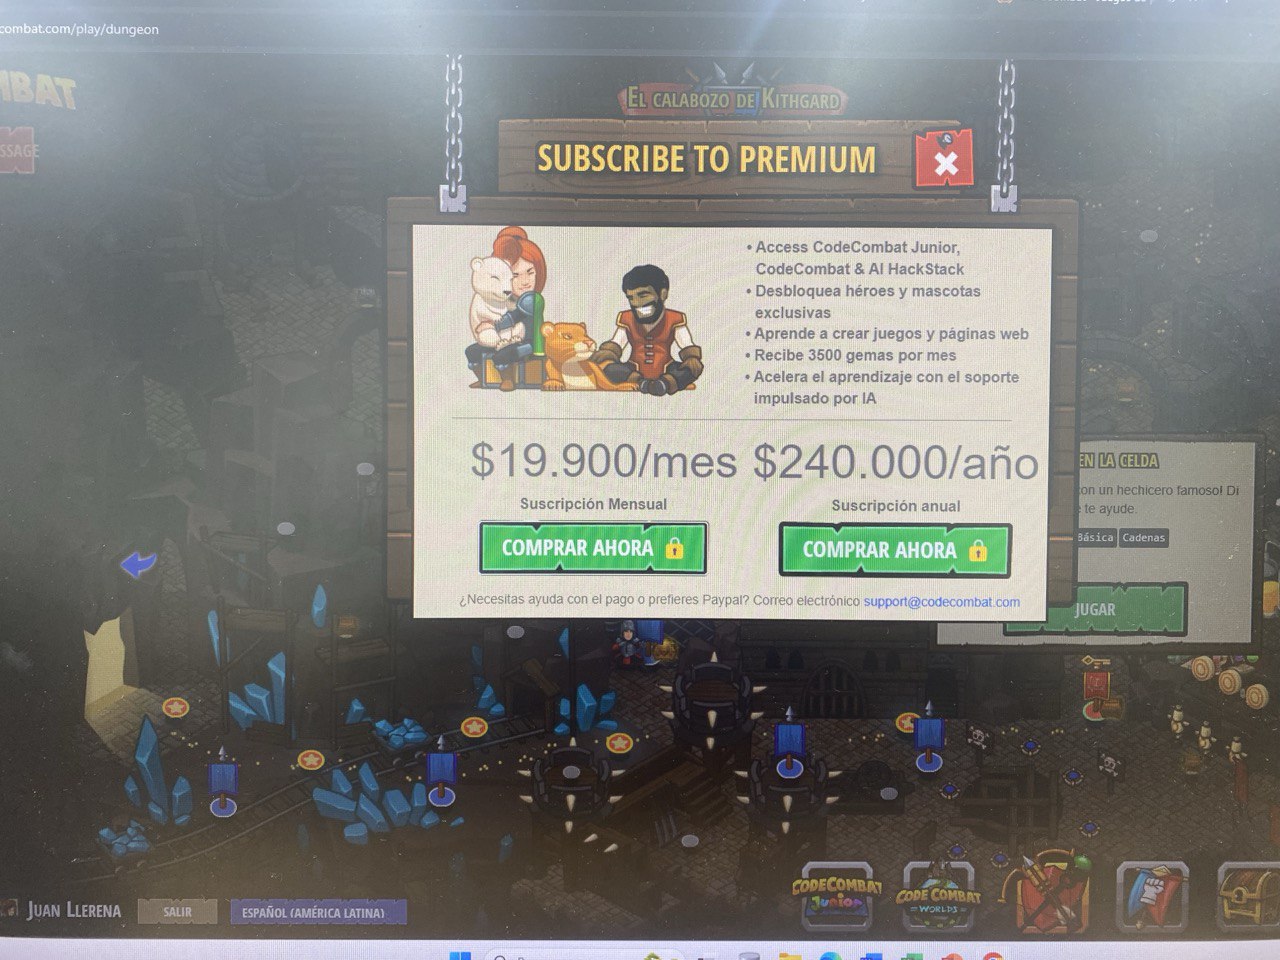 combat.com/play/dungeon
MBAT
SSAGE
EL CALABOZO DE KITHGARD
SUBSCRIBE TO PREMIUM
• Access CodeCombat Junior,
CodeCombat & AI HackStack
• Desbloquea héroes y mascotas
exclusivas
• Aprende a crear juegos y páginas web
• Recibe 3500 gemas por mes
• Acelera el aprendizaje con el soporte
impulsado por IA
$19.900/mes $240.000/año
Suscripción Mensual
Suscripción anual
COMPRAR AHORA
COMPRAR AHORA
¿Necesitas ayuda con el pago o prefieres Paypal? Correo electrónico support@codecombat.com
EN LA CELDA
con un hechicero famoso! Di
te ayude.
Básica
Cadenas
JUGAR
CODECOMBAT
JUNIOR
CODE COMBAT
WORLDS
JUAN LLERENA
SALIR
ESPAÑOL (AMÉRICA LATINA)